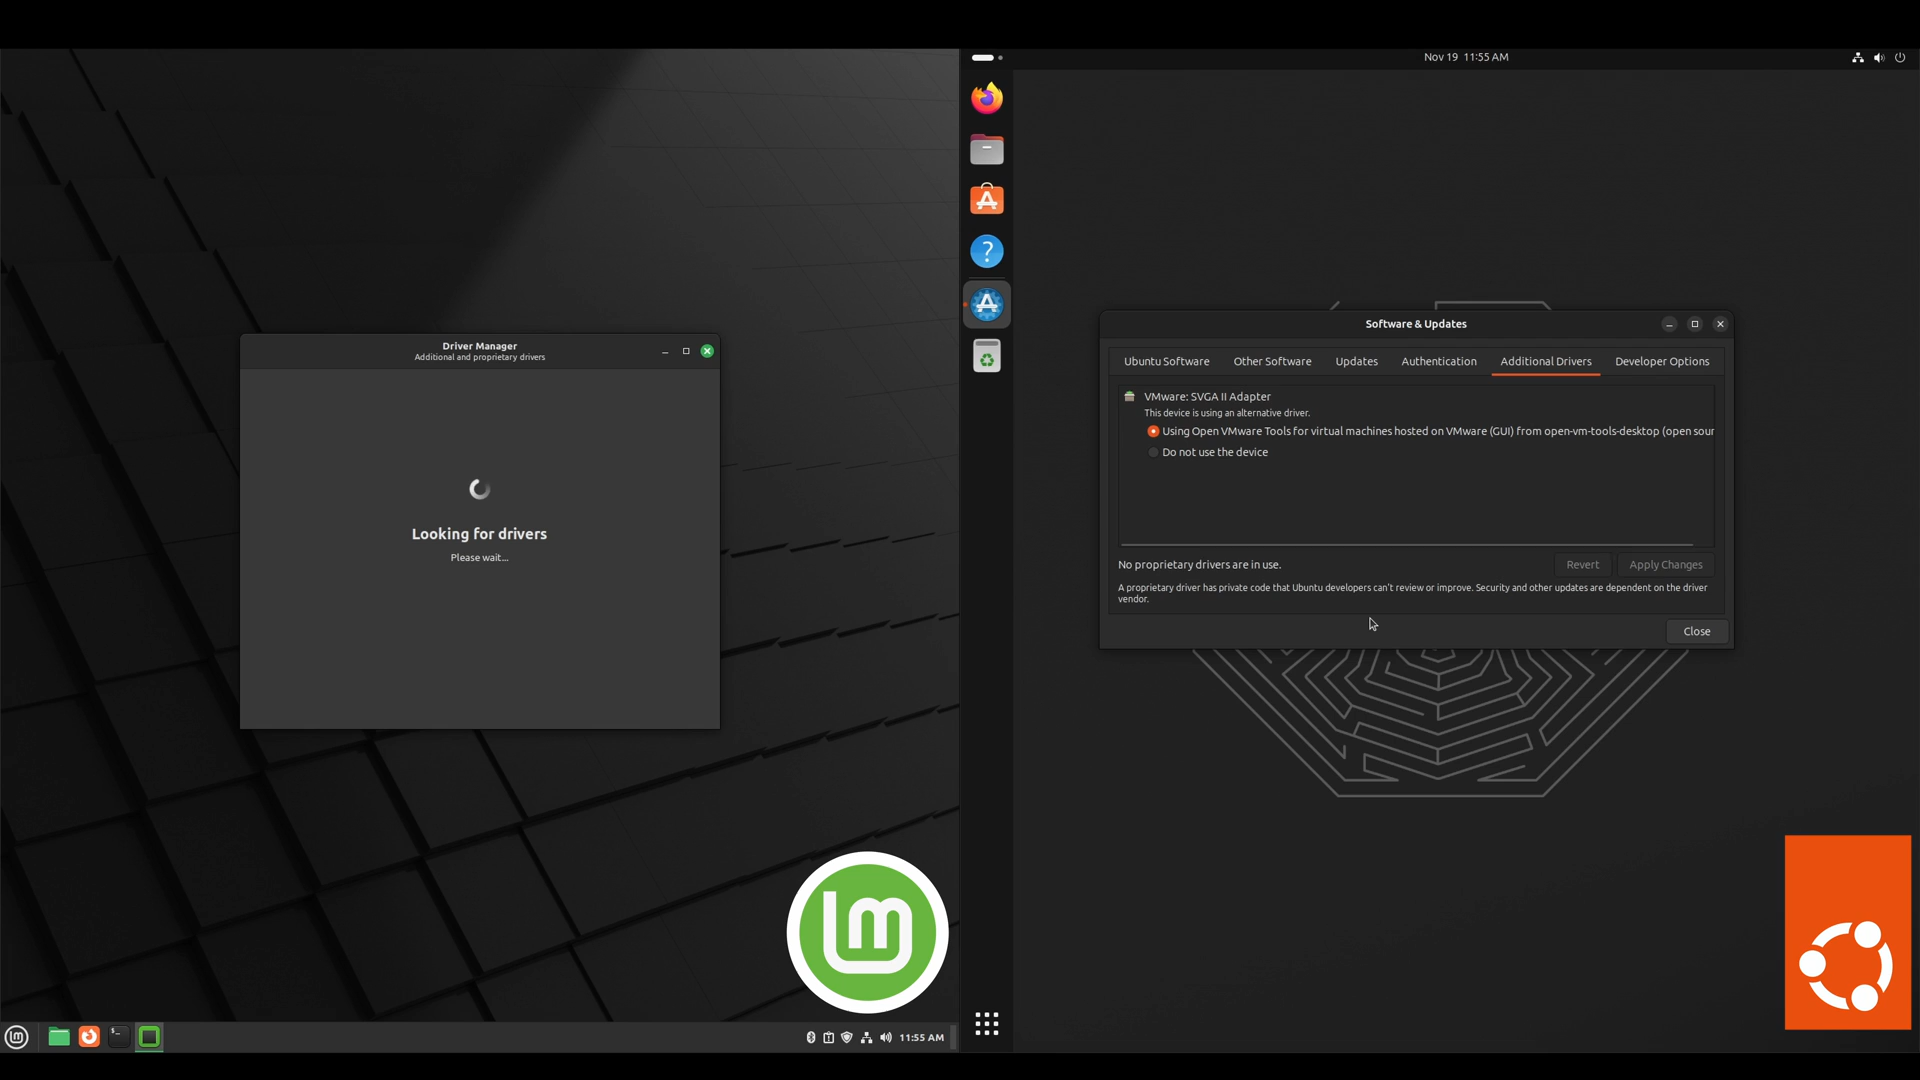 Driver Manager
Additional and proprietary drivers
Looking for drivers
Please wait...
11:55 AM
Nov 19 11:55 AM
Software & Updates
Ubuntu Software
Other Software
Updates
Authentication
Additional Drivers
Developer Options
VMware: SVGA II Adapter
This device is using an alternative driver.
Using Open VMware Tools for virtual machines hosted on VMware (GUI) from open-vm-tools-desktop (open sour
Do not use the device
No proprietary drivers are in use.
Revert
Apply Changes
A proprietary driver has private code that Ubuntu developers can't review or improve. Security and other updates are dependent on the driver
vendor.
Close